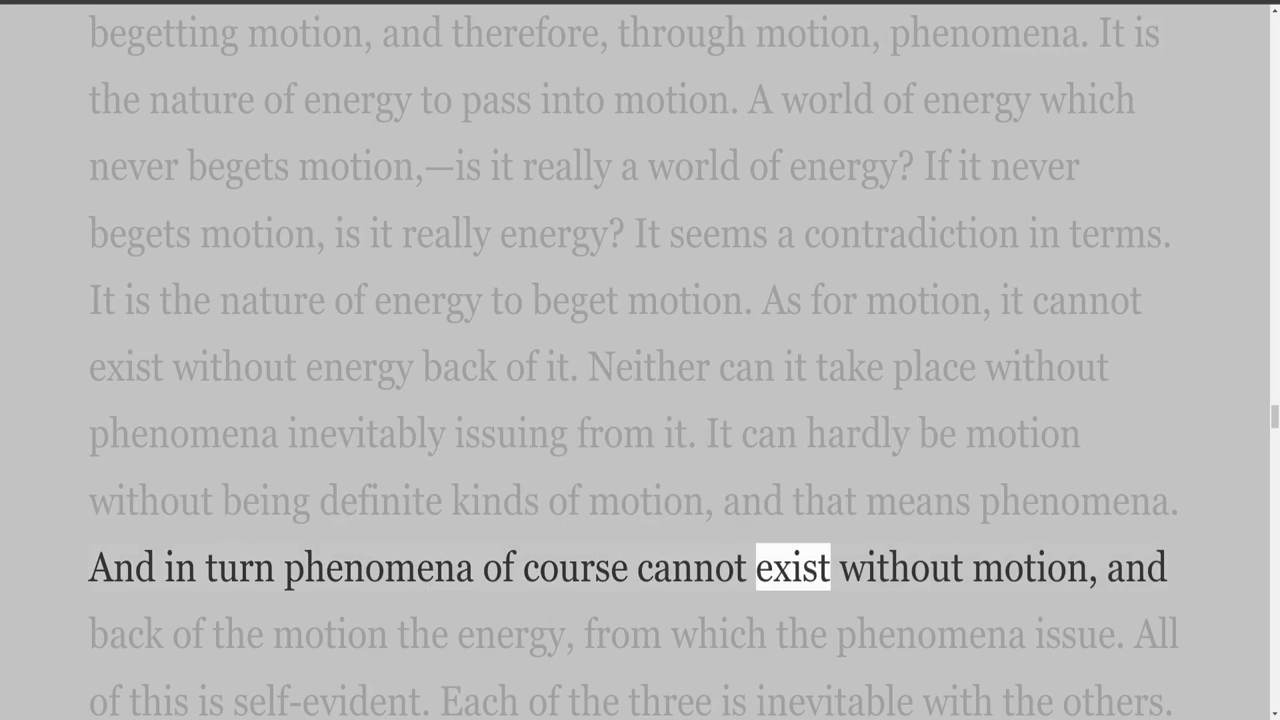 begetting motion, and therefore, through motion, phenomena. It is
the nature of energy to pass into motion. A world of energy which
never begets motion,—is it really a world of energy? If it never
begets motion, is it really energy? It seems a contradiction in terms.
It is the nature of energy to beget motion. As for motion, it cannot
exist without energy back of it. Neither can it take place without
phenomena inevitably issuing from it. It can hardly be motion
without being definite kinds of motion, and that means phenomena.
And in turn phenomena of course cannot exist without motion, and
back of the motion the energy, from which the phenomena issue. All
of this is self-evident. Each of the three is inevitable with the others.